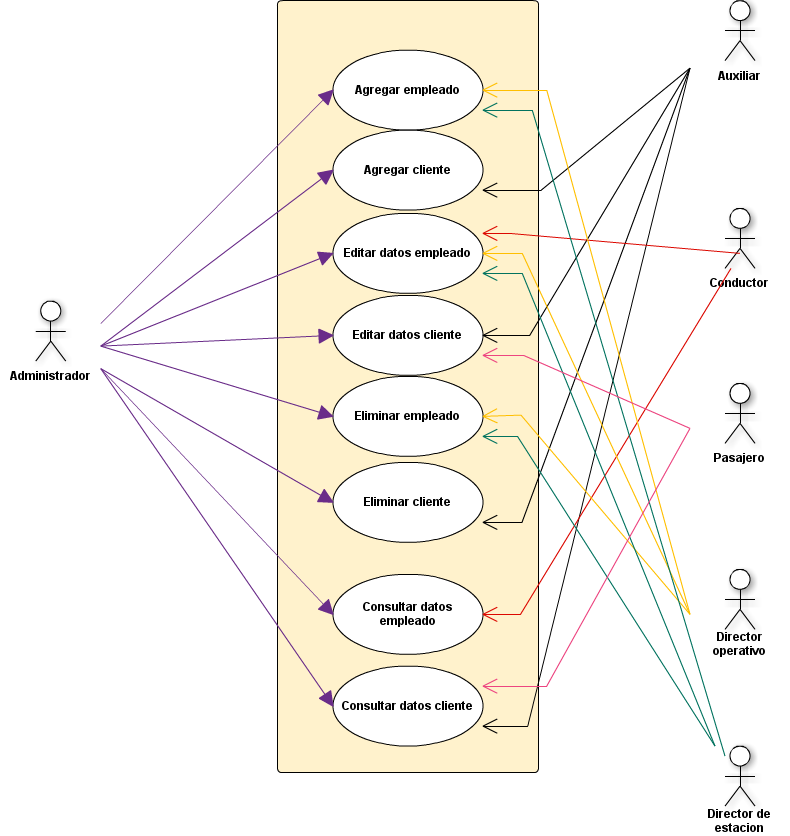 Auxiliar
Agregar empleado
Agregar cliente
Editar datos empleado
Conductor
Editar datos cliente
Administrador
Eliminar empleado
Pasajero
Eliminar cliente
Consultar datos
empleado
Director
operativo
Consultar datos cliente
Director de
estacion